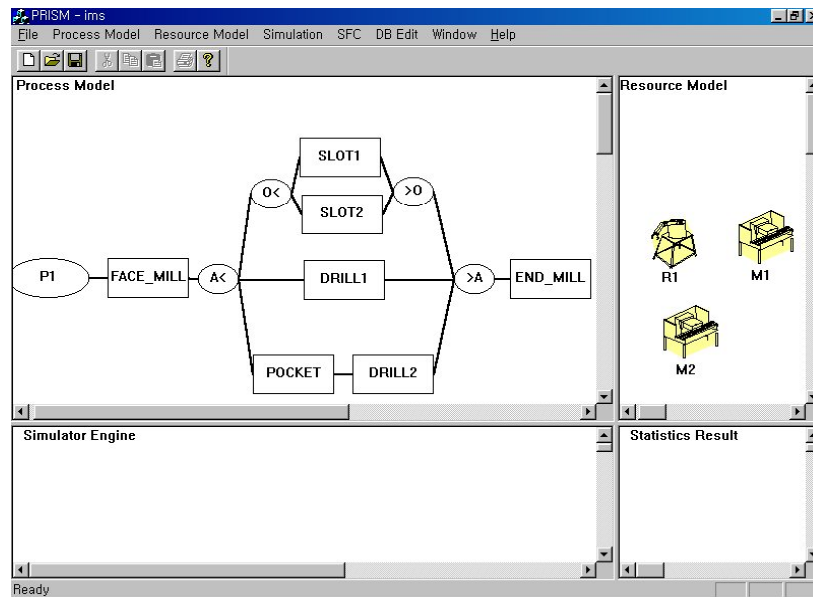 PRISM - ims
File Process Model Resource Model Simulation SFC DB Edit Window Help
Process Model
Resource Model
SLOT1
O<
>O
SLOT2
P1
FACE_MILL
A<
DRILL1
>A
END_MILL
POCKET
DRILL2
R1
M1
M2
Simulator Engine
Statistics Result
Ready